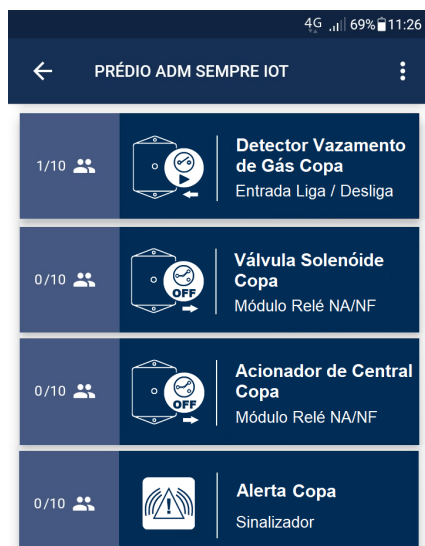 4G 69% 11:26
PRÉDIO ADM SEMPRE IOT
1/10
Detector Vazamento
de Gás Copa
Entrada Liga / Desliga
0/10
OFF
Válvula Solenóide
Copa
Módulo Relé NA/NF
0/10
OFF
Acionador de Central
Copa
Módulo Relé NA/NF
0/10
Alerta Copa
Sinalizador